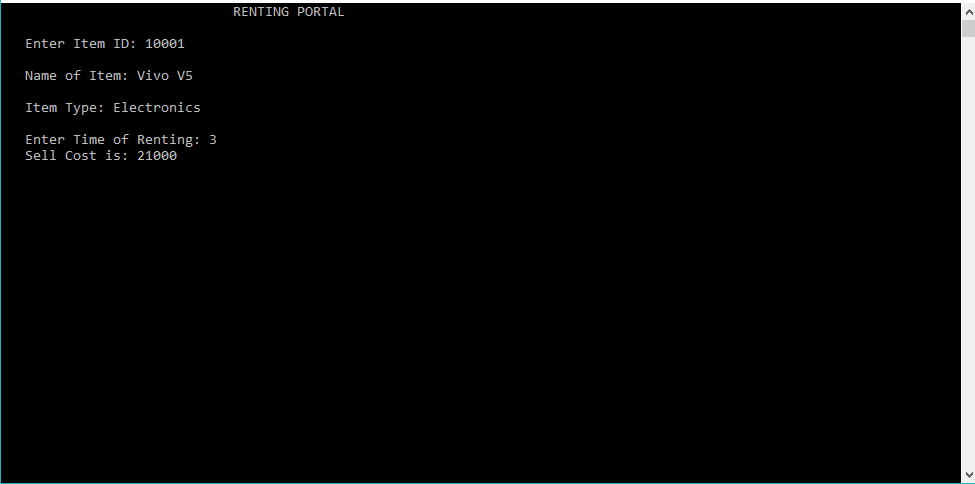 RENTING PORTAL
Enter Item ID: 10001
Name of Item: Vivo V5
Item Type: Electronics
Enter Time of Renting: 3
Sell Cost is: 21000